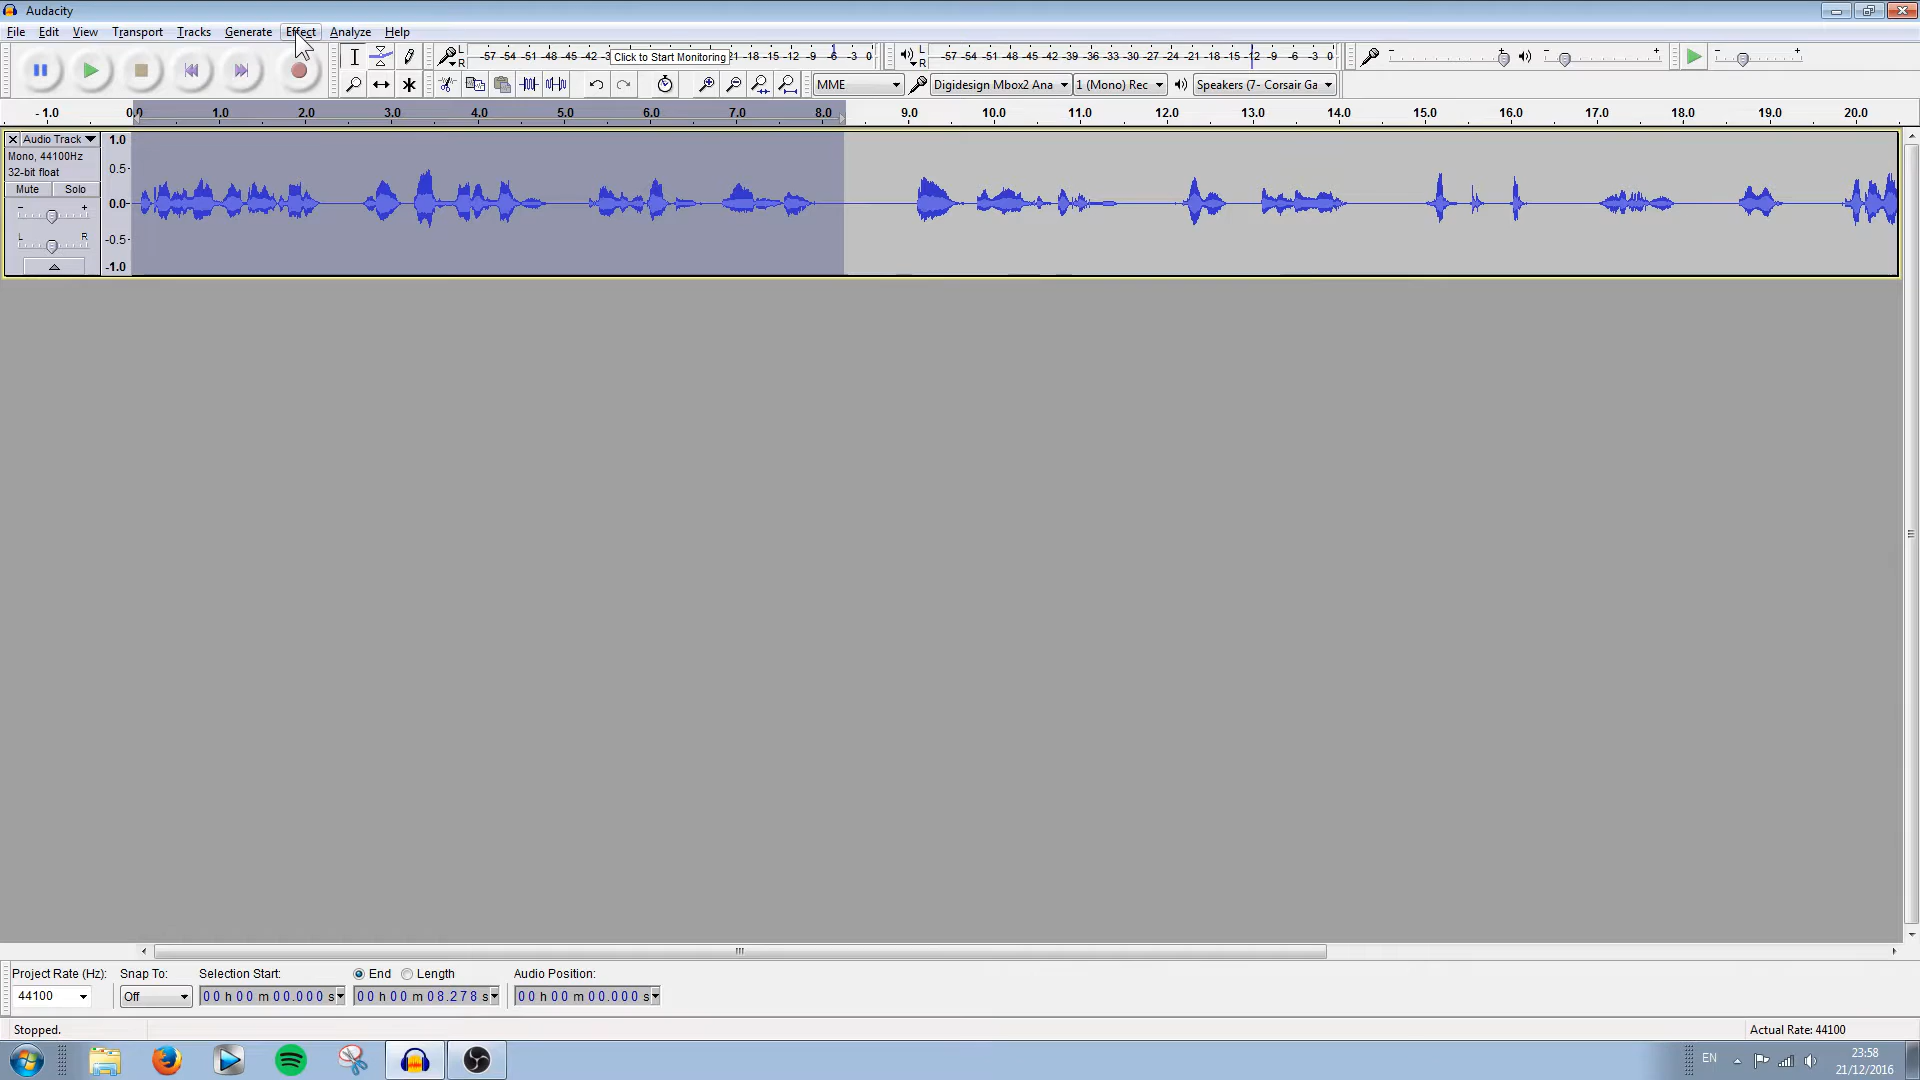 Audacity
File Edit View Transport Tracks Generate Effect Analyze Help
L R -57 -54 -51 -48 -45 -42 -3 Click to Start Monitoring 21 -18 -15 -12 -9 -6 -3 0 L R -57 -54 -51 -48 -45 -42 -39 -36 -33 -30 -27 -24 -21 -18 -15 -12 -9 -6 -3 0 - + - + - +
MME Digidesign Mbox2 Ana 1 (Mono) Rec Speakers (7- Corsair Ga
-1.0 0.0 1.0 2.0 3.0 4.0 5.0 6.0 7.0 8.0 9.0 10.0 11.0 12.0 13.0 14.0 15.0 16.0 17.0 18.0 19.0 20.0
Audio Track
Mono, 44100Hz
32-bit float
Mute Solo
- +
L R
1.0
0.5
0.0
-0.5
-1.0
Project Rate (Hz): Snap To: Selection Start: End Length Audio Position:
44100 Off 00 h 00 m 00.000 s 00 h 00 m 08.278 s 00 h 00 m 00.000 s
Stopped. Actual Rate: 44100
EN 23:58
21/12/2016